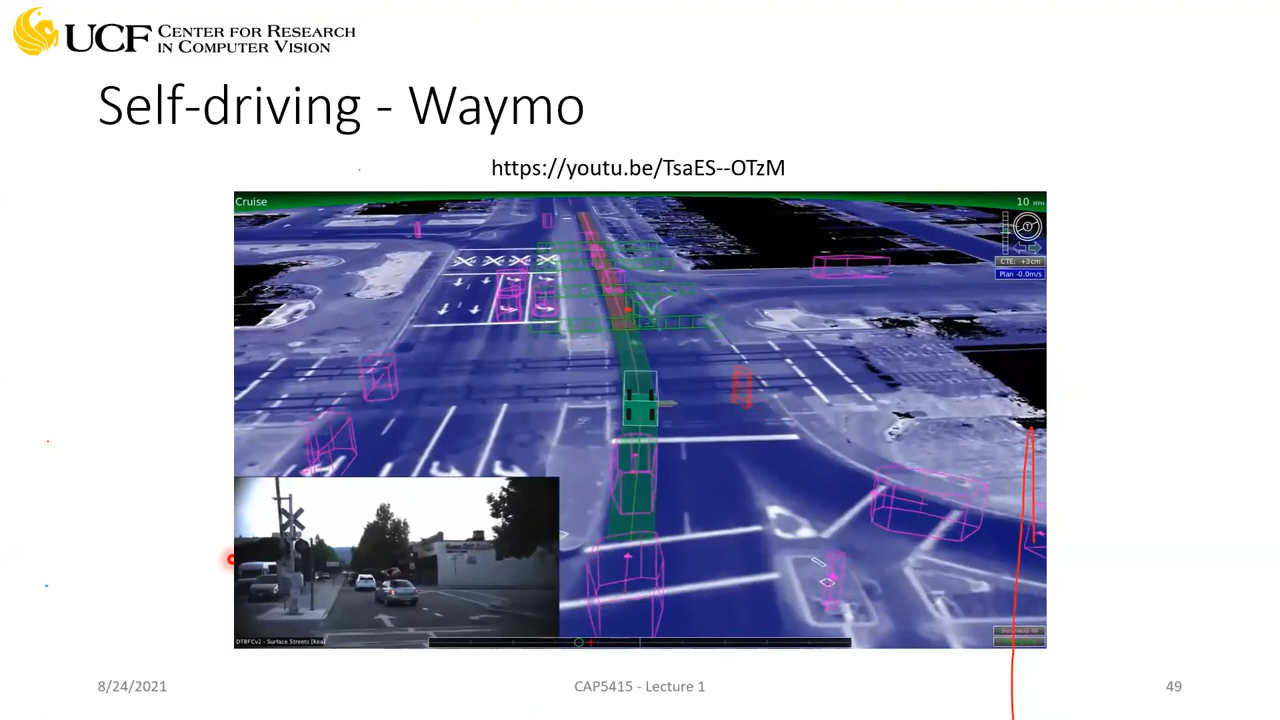 UCF CENTER FOR RESEARCH
IN COMPUTER VISION
Self-driving - Waymo
https://youtu.be/TsaES--OTzM
Cruise
10 MPH
CTE: +3cm
Plan -0.0m/s
8/24/2021
CAP5415 - Lecture 1
49